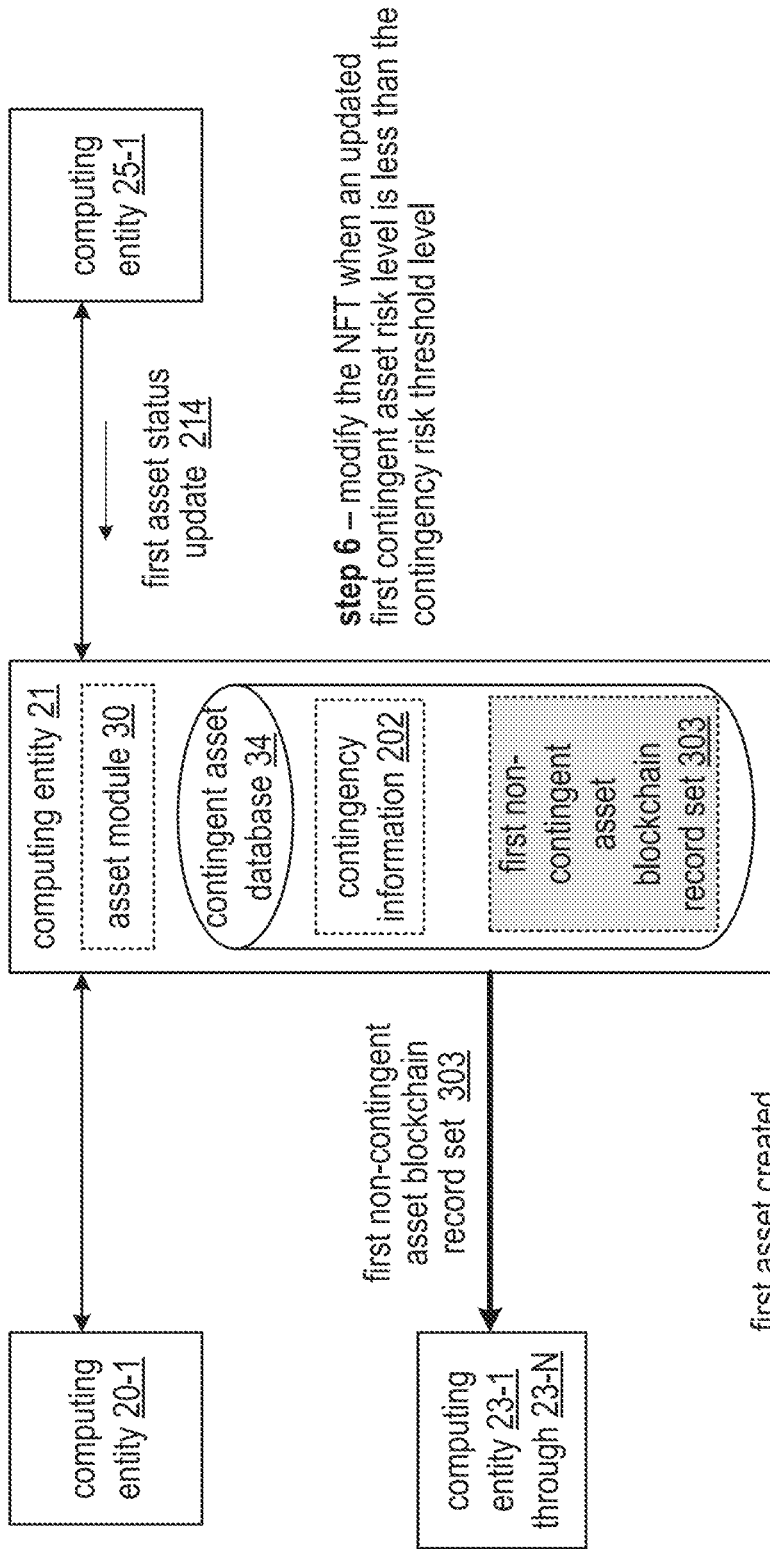 computing
entity 20-1
computing entity 21
asset module 30
contingent asset
database 34
contingency
information 202
first non-
contingent
asset
blockchain
record set 303
computing
entity 25-1
first asset status
update 214
first non-contingent
asset blockchain
record set 303
computing
entity 23-1
through 23-N
step 6 – modify the NFT when an updated
first contingent asset risk level is less than the
contingency risk threshold level
first asset created